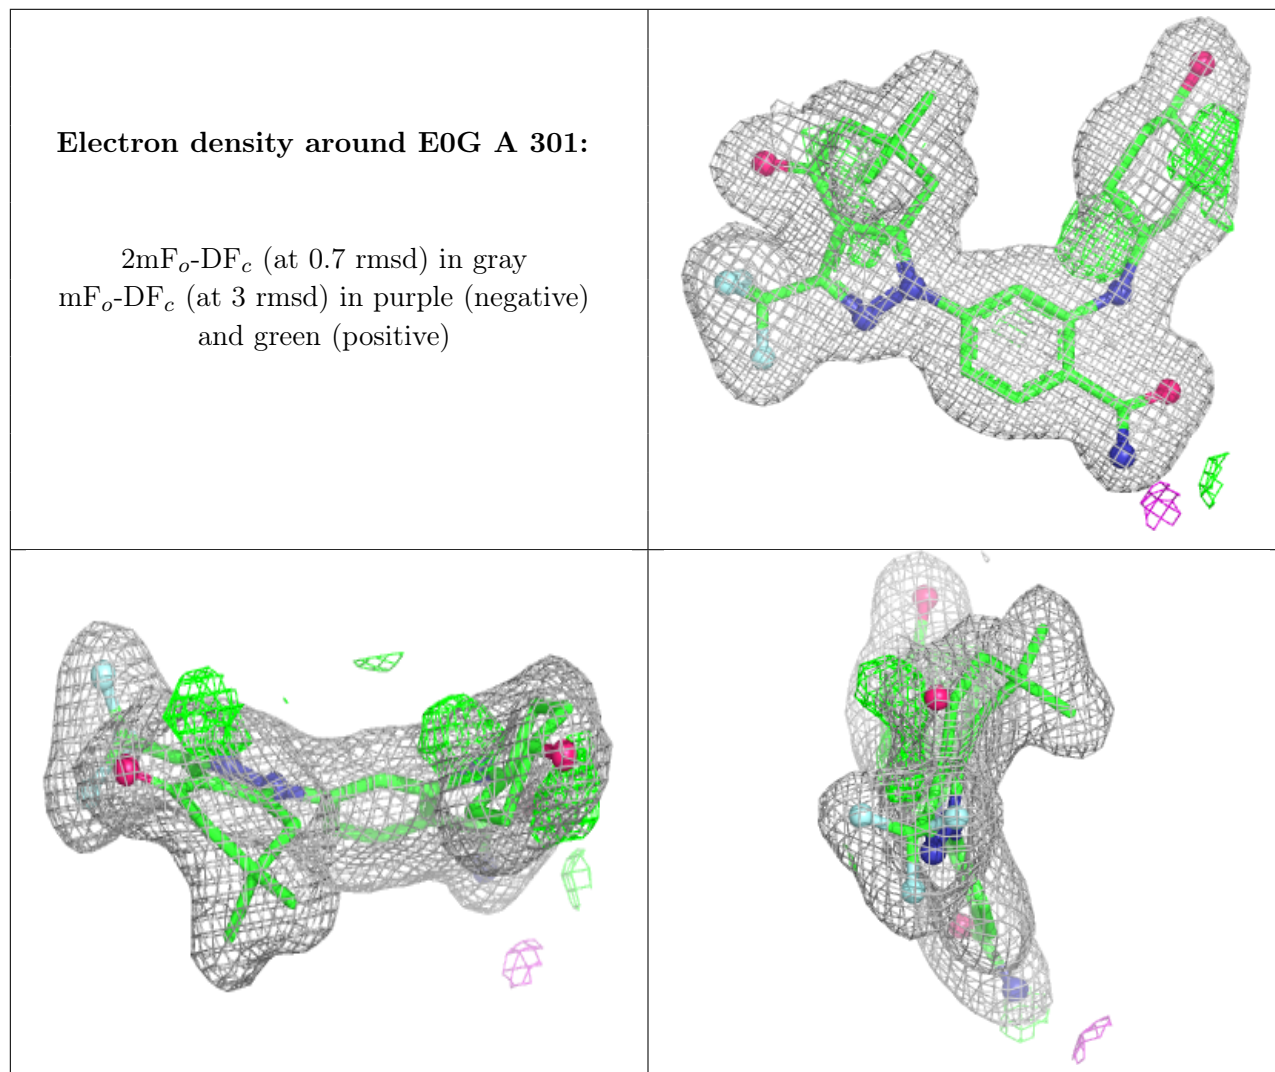 Electron density around E0G A 301:
2mFo-DFc (at 0.7 rmsd) in gray
mFo-DFc (at 3 rmsd) in purple (negative)
and green (positive)